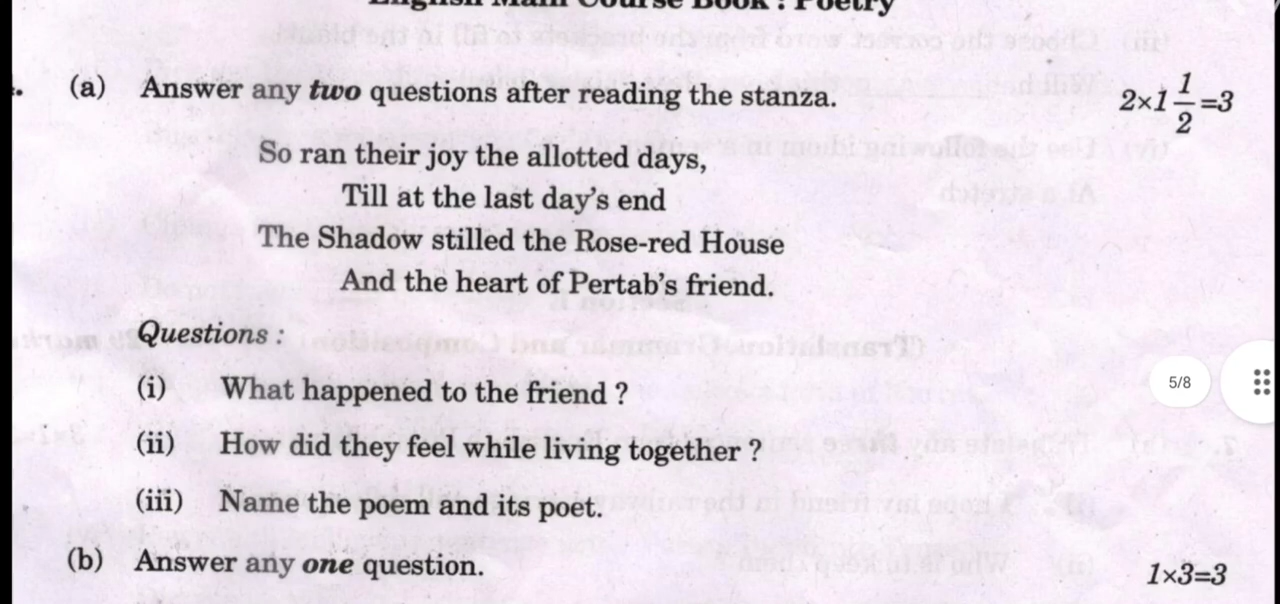 English Main Course Book : Poetry
(a) Answer any two questions after reading the stanza. 2×1 1/2=3
So ran their joy the allotted days,
Till at the last day's end
The Shadow stilled the Rose-red House
And the heart of Pertab's friend.
Questions :
(i) What happened to the friend ?
5/8
(ii) How did they feel while living together ?
(iii) Name the poem and its poet.
(b) Answer any one question. 1×3=3